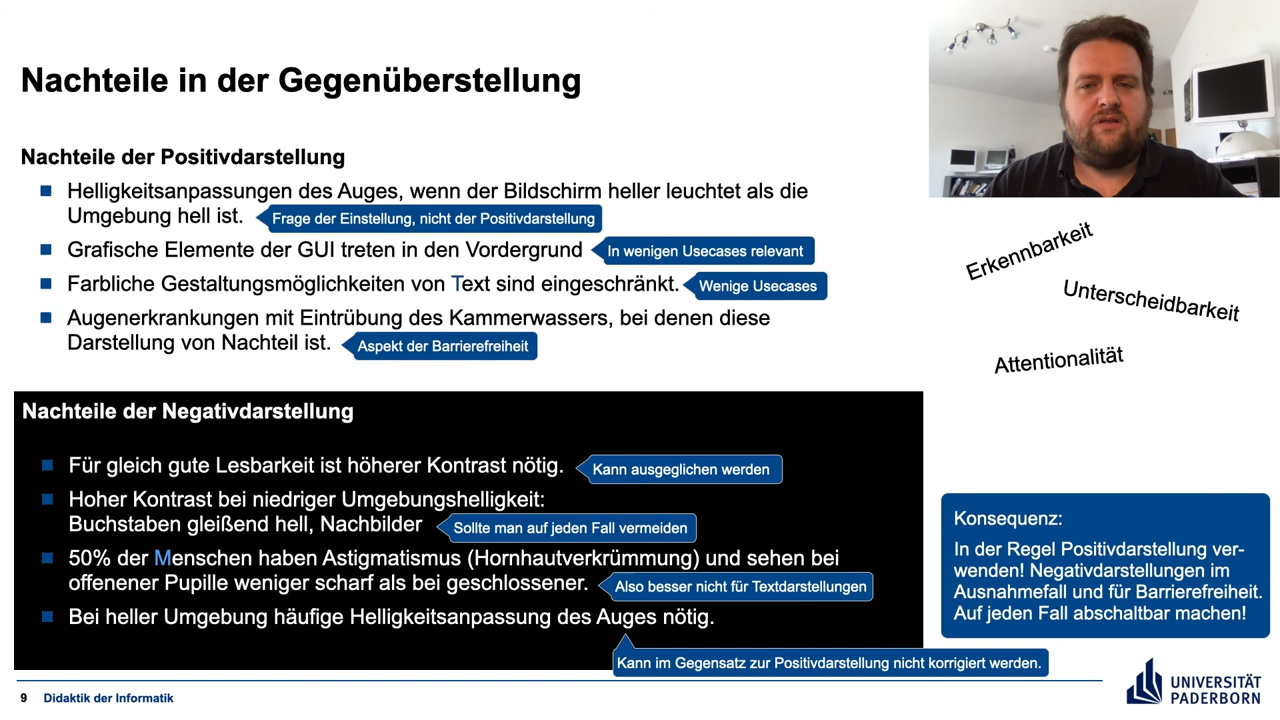 Nachteile in der Gegenüberstellung
Nachteile der Positivdarstellung
Helligkeitsanpassungen des Auges, wenn der Bildschirm heller leuchtet als die
Umgebung hell ist.
Frage der Einstellung, nicht der Positivdarstellung
Grafische Elemente der GUI treten in den Vordergrund
In wenigen Usecases relevant
Farbliche Gestaltungsmöglichkeiten von Text sind eingeschränkt.
Wenige Usecases
Augenerkrankungen mit Eintrübung des Kammerwassers, bei denen diese
Darstellung von Nachteil ist.
Aspekt der Barrierefreiheit
Erkennbarkeit
Unterscheidbarkeit
Attentionalität
Nachteile der Negativdarstellung
Für gleich gute Lesbarkeit ist höherer Kontrast nötig.
Kann ausgeglichen werden
Hoher Kontrast bei niedriger Umgebungshelligkeit:
Buchstaben gleißend hell, Nachbilder
Sollte man auf jeden Fall vermeiden
50% der Menschen haben Astigmatismus (Hornhautverkrümmung) und sehen bei
offenener Pupille weniger scharf als bei geschlossener.
Also besser nicht für Textdarstellungen
Bei heller Umgebung häufige Helligkeitsanpassung des Auges nötig.
Kann im Gegensatz zur Positivdarstellung nicht korrigiert werden.
Konsequenz:
In der Regel Positivdarstellung ver-
wenden! Negativdarstellungen im
Ausnahmefall und für Barrierefreiheit.
Auf jeden Fall abschaltbar machen!
9 Didaktik der Informatik
UNIVERSITÄT
PADERBORN